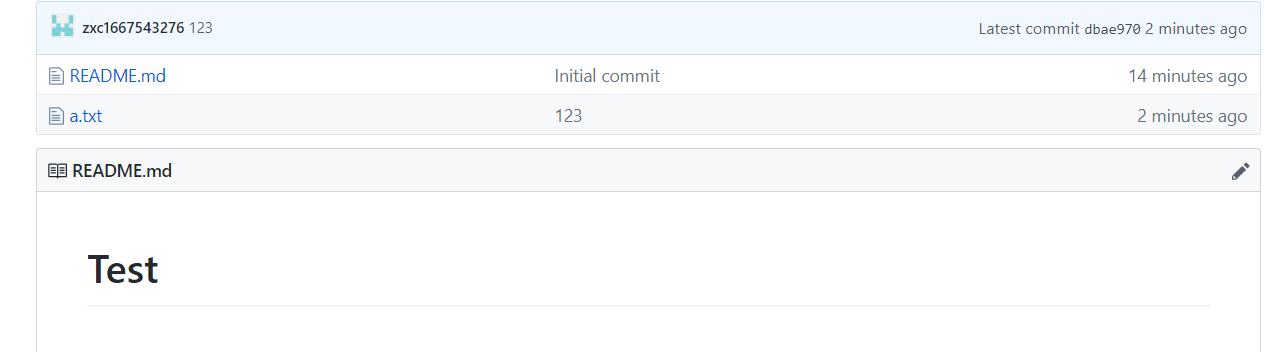 zxc1667543276 123 Latest commit dbae970 2 minutes ago
README.md Initial commit 14 minutes ago
a.txt 123 2 minutes ago
README.md
Test